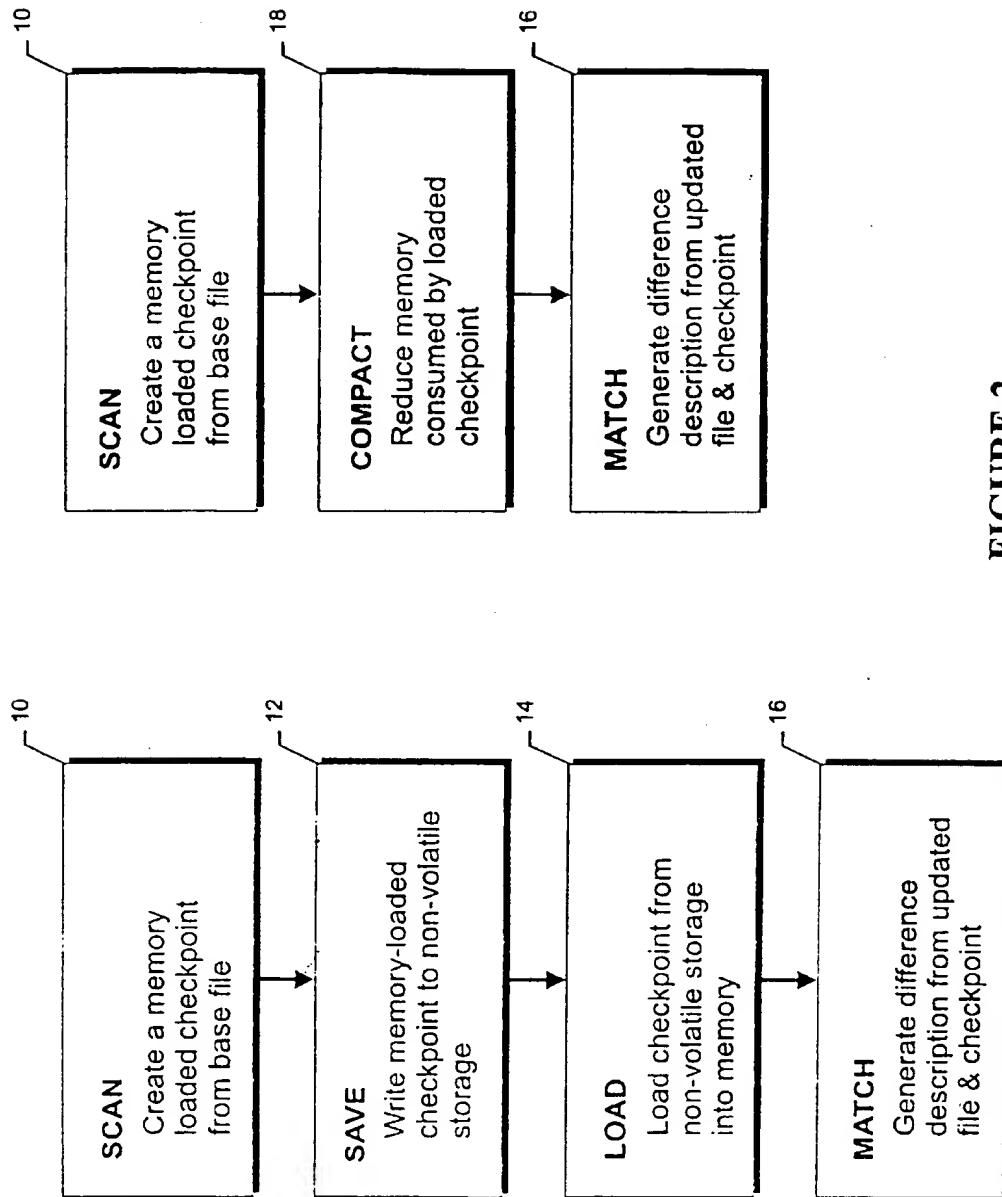 10
SCAN
Create a memory
loaded checkpoint
from base file
12
SAVE
Write memory-loaded
checkpoint to non-volatile
storage
14
LOAD
Load checkpoint from
non-volatile storage
into memory
16
MATCH
Generate difference
description from updated
file & checkpoint
10
SCAN
Create a memory
loaded checkpoint
from base file
18
COMPACT
Reduce memory
consumed by loaded
checkpoint
16
MATCH
Generate difference
description from updated
file & checkpoint
FIGURE